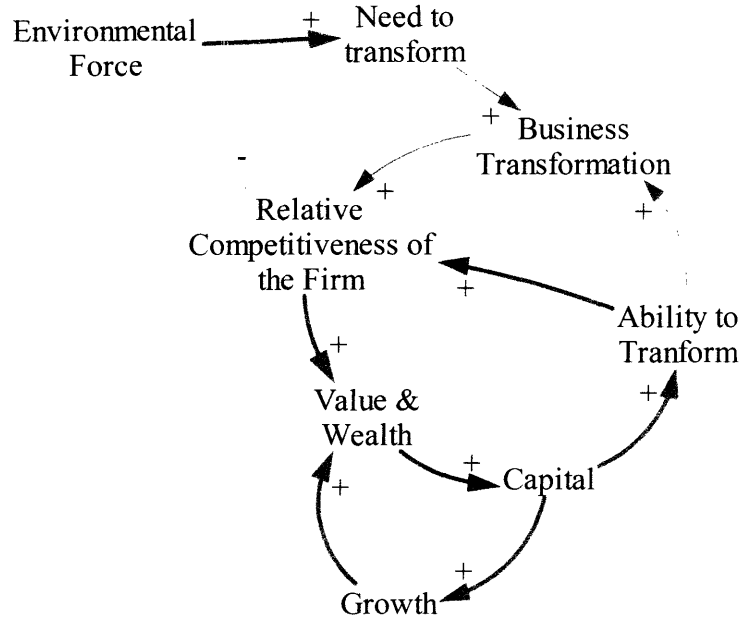 Environmental
Force
+
Need to
transform
+
Business
Transformation
-
+
Relative
Competitiveness of
the Firm
+
+
Ability to
Tranform
+
+
Value &
Wealth
+
Capital
+
+
Growth